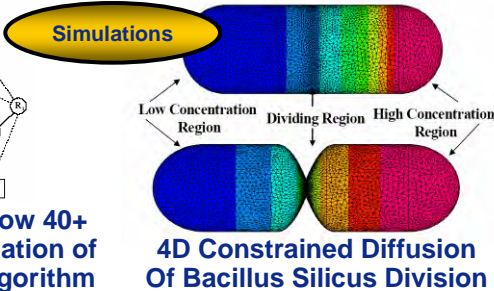 Simulations
Low Concentration Region
Dividing Region
High Concentration Region
R
ow 40+
ation of
gorithm
4D Constrained Diffusion
Of Bacillus Silicus Division